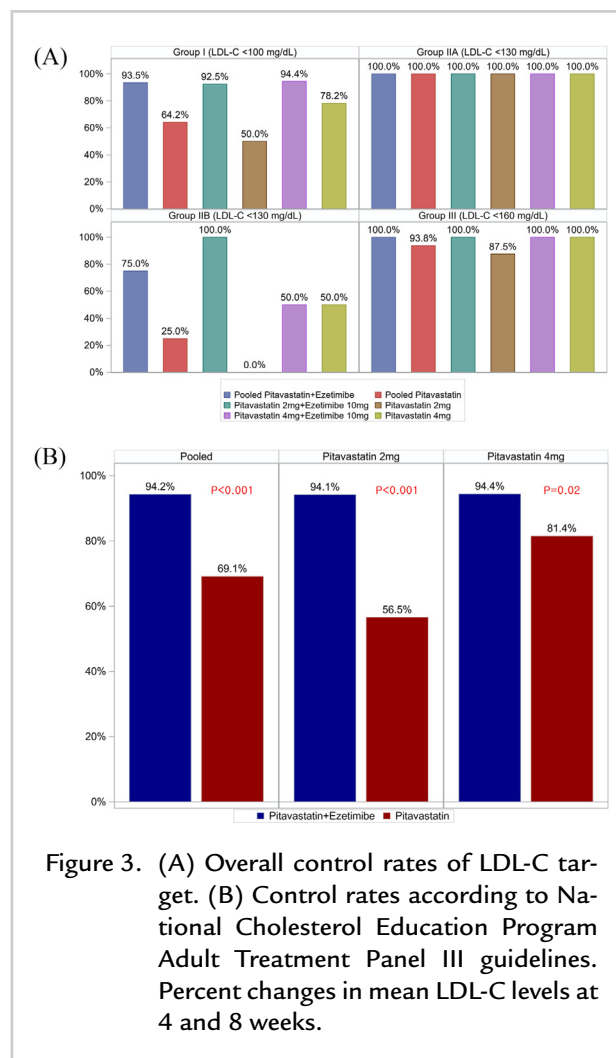 (A)
Group I (LDL-C <100 mg/dL) Group IIA (LDL-C <130 mg/dL)
100%
80%
60%
40%
20%
0%
93.5% 64.2% 92.5% 50.0% 94.4% 78.2%
100.0% 100.0% 100.0% 100.0% 100.0% 100.0%
Group IIB (LDL-C <130 mg/dL) Group III (LDL-C <160 mg/dL)
100%
80%
60%
40%
20%
0%
75.0% 25.0% 100.0% 0.0% 50.0% 50.0%
100.0% 93.8% 100.0% 87.5% 100.0% 100.0%
Pooled Pitavastatin+Ezetimibe Pooled Pitavastatin
Pitavastatin 2mg+Ezetimibe 10mg Pitavastatin 2mg
Pitavastatin 4mg+Ezetimibe 10mg Pitavastatin 4mg
(B)
Pooled Pitavastatin 2mg Pitavastatin 4mg
100%
80%
60%
40%
20%
0%
94.2% P<0.001 69.1%
94.1% P<0.001 56.5%
94.4% P=0.02 81.4%
Pitavastatin+Ezetimibe Pitavastatin
Figure 3. (A) Overall control rates of LDL-C tar-
get. (B) Control rates according to Na-
tional Cholesterol Education Program
Adult Treatment Panel III guidelines.
Percent changes in mean LDL-C levels at
4 and 8 weeks.